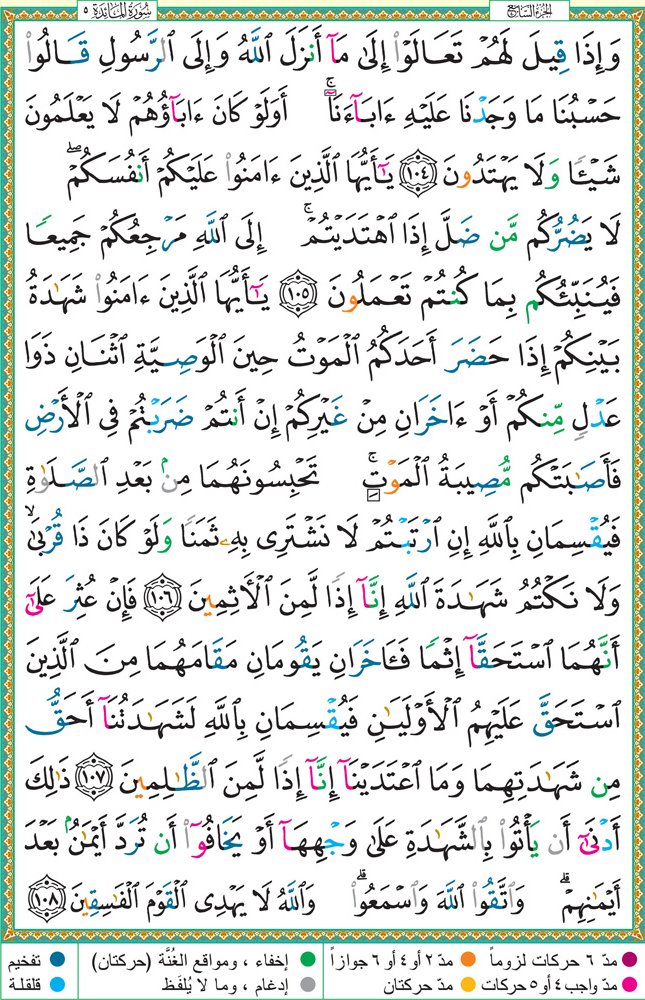 الجزء السابع
سُورَةُ المَائدة ٥
وَإِذَا قِيلَ لَهُمْ تَعَالَوْا۟ إِلَىٰ مَآ أَنزَلَ ٱللَّهُ وَإِلَى ٱلرَّسُولِ قَالُوا۟
حَسْبُنَا مَا وَجَدْنَا عَلَيْهِ ءَابَآءَنَآ ۚ أَوَلَوْ كَانَ ءَابَآؤُهُمْ لَا يَعْلَمُونَ
شَيْـًٔا وَلَا يَهْتَدُونَ ١٠٤ يَـٰٓأَيُّهَا ٱلَّذِينَ ءَامَنُوا۟ عَلَيْكُمْ أَنفُسَكُمْ ۖ
لَا يَضُرُّكُم مَّن ضَلَّ إِذَا ٱهْتَدَيْتُمْ ۚ إِلَى ٱللَّهِ مَرْجِعُكُمْ جَمِيعًا
فَيُنَبِّئُكُم بِمَا كُنتُمْ تَعْمَلُونَ ١٠٥ يَـٰٓأَيُّهَا ٱلَّذِينَ ءَامَنُوا۟ شَهَـٰدَةُ
بَيْنِكُمْ إِذَا حَضَرَ أَحَدَكُمُ ٱلْمَوْتُ حِينَ ٱلْوَصِيَّةِ ٱثْنَانِ ذَوَا
عَدْلٍ مِّنكُمْ أَوْ ءَاخَرَانِ مِنْ غَيْرِكُمْ إِنْ أَنتُمْ ضَرَبْتُمْ فِى ٱلْأَرْضِ
فَأَصَـٰبَتْكُم مُّصِيبَةُ ٱلْمَوْتِ ۚ تَحْبِسُونَهُمَا مِنۢ بَعْدِ ٱلصَّلَوٰةِ
فَيُقْسِمَانِ بِٱللَّهِ إِنِ ٱرْتَبْتُمْ لَا نَشْتَرِى بِهِۦ ثَمَنًا وَلَوْ كَانَ ذَا قُرْبَىٰ ۙ
وَلَا نَكْتُمُ شَهَـٰدَةَ ٱللَّهِ إِنَّآ إِذًا لَّمِنَ ٱلْـَٔاثِمِينَ ١٠٦ فَإِنْ عُثِرَ عَلَىٰٓ
أَنَّهُمَا ٱسْتَحَقَّآ إِثْمًا فَـَٔاخَرَانِ يَقُومَانِ مَقَامَهُمَا مِنَ ٱلَّذِينَ
ٱسْتَحَقَّ عَلَيْهِمُ ٱلْأَوْلَيَـٰنِ فَيُقْسِمَانِ بِٱللَّهِ لَشَهَـٰدَتُنَآ أَحَقُّ
مِن شَهَـٰدَتِهِمَا وَمَا ٱعْتَدَيْنَآ إِنَّآ إِذًا لَّمِنَ ٱلظَّـٰلِمِينَ ١٠٧ ذَٰلِكَ
أَدْنَىٰٓ أَن يَأْتُوا۟ بِٱلشَّهَـٰدَةِ عَلَىٰ وَجْهِهَآ أَوْ يَخَافُوٓا۟ أَن تُرَدَّ أَيْمَـٰنٌۢ بَعْدَ
أَيْمَـٰنِهِمْ ۗ وَٱتَّقُوا۟ ٱللَّهَ وَٱسْمَعُوا۟ ۗ وَٱللَّهُ لَا يَهْدِى ٱلْقَوْمَ ٱلْفَـٰسِقِينَ ١٠٨
مدّ ٦ حركات لزوماً مدّ ٢ أو ٤ أو ٦ جوازاً إخفاء ، ومواقع الغُنَّة (حركتان) تفخيم
مدّ واجب ٤ أو ٥ حركات مدّ حركتان إدغام ، وما لا يُلفَظ قلقلة